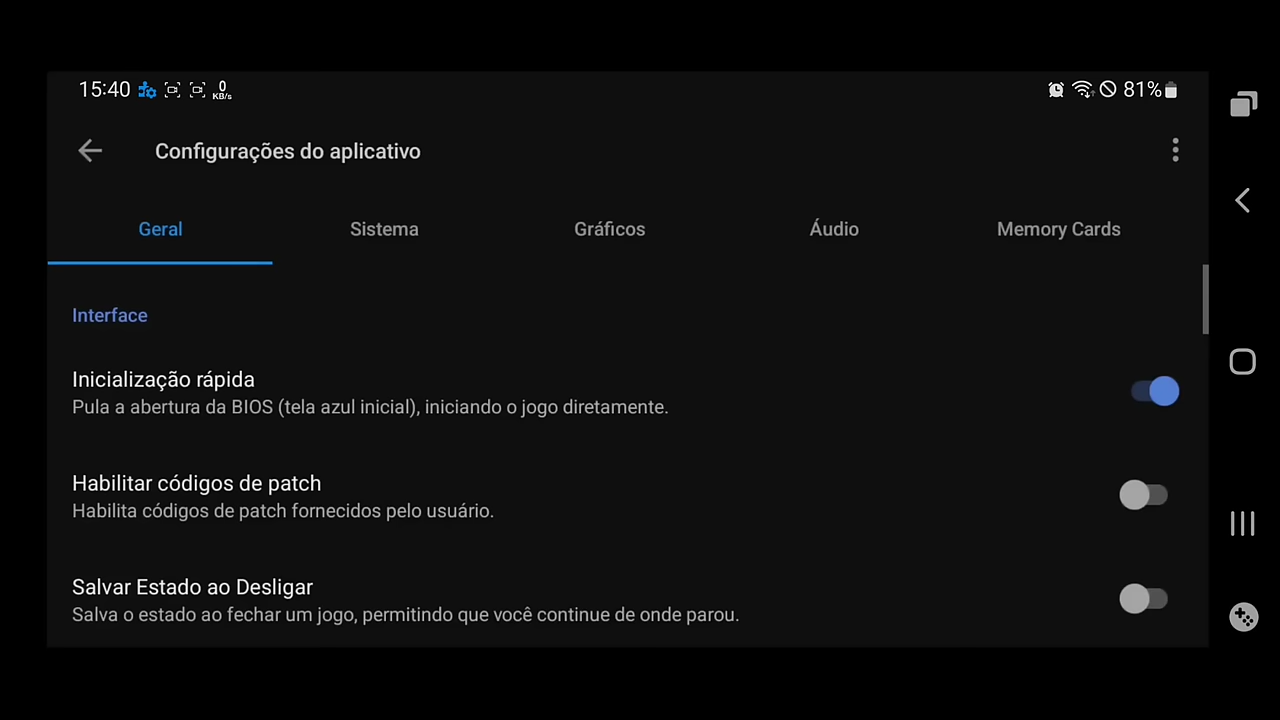 15:40 0 KB/s 81%
Configurações do aplicativo
Geral Sistema Gráficos Áudio Memory Cards
Interface
Inicialização rápida
Pula a abertura da BIOS (tela azul inicial), iniciando o jogo diretamente.
Habilitar códigos de patch
Habilita códigos de patch fornecidos pelo usuário.
Salvar Estado ao Desligar
Salva o estado ao fechar um jogo, permitindo que você continue de onde parou.